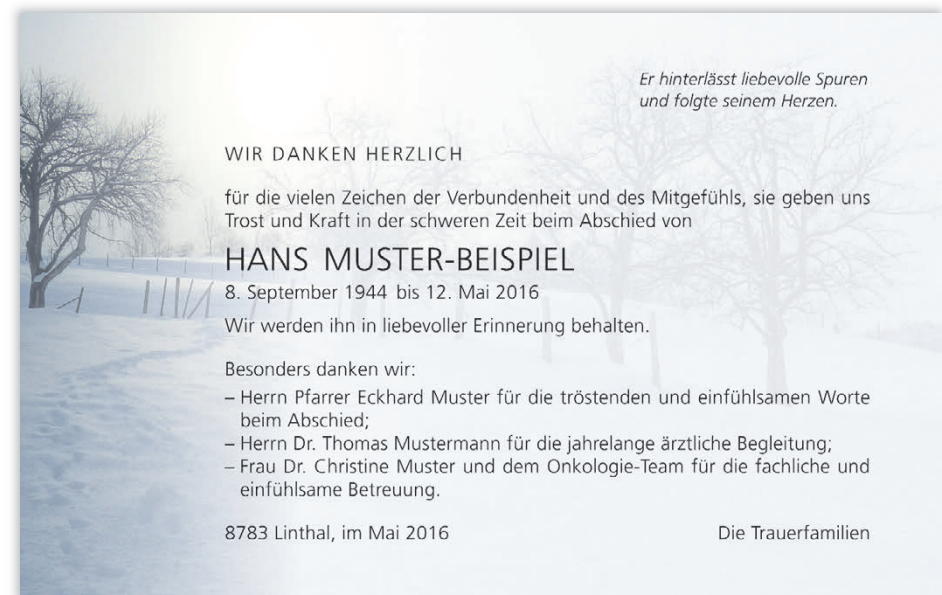 Er hinterlässt liebevolle Spuren
und folgte seinem Herzen.
WIR DANKEN HERZLICH
für die vielen Zeichen der Verbundenheit und des Mitgefühls, sie geben uns
Trost und Kraft in der schweren Zeit beim Abschied von
HANS MUSTER-BEISPIEL
8. September 1944 bis 12. Mai 2016
Wir werden ihn in liebevoller Erinnerung behalten.
Besonders danken wir:
– Herrn Pfarrer Eckhard Muster für die tröstenden und einfühlsamen Worte
beim Abschied;
– Herrn Dr. Thomas Mustermann für die jahrelange ärztliche Begleitung;
– Frau Dr. Christine Muster und dem Onkologie-Team für die fachliche und
einfühlsame Betreuung.
8783 Linthal, im Mai 2016 Die Trauerfamilien